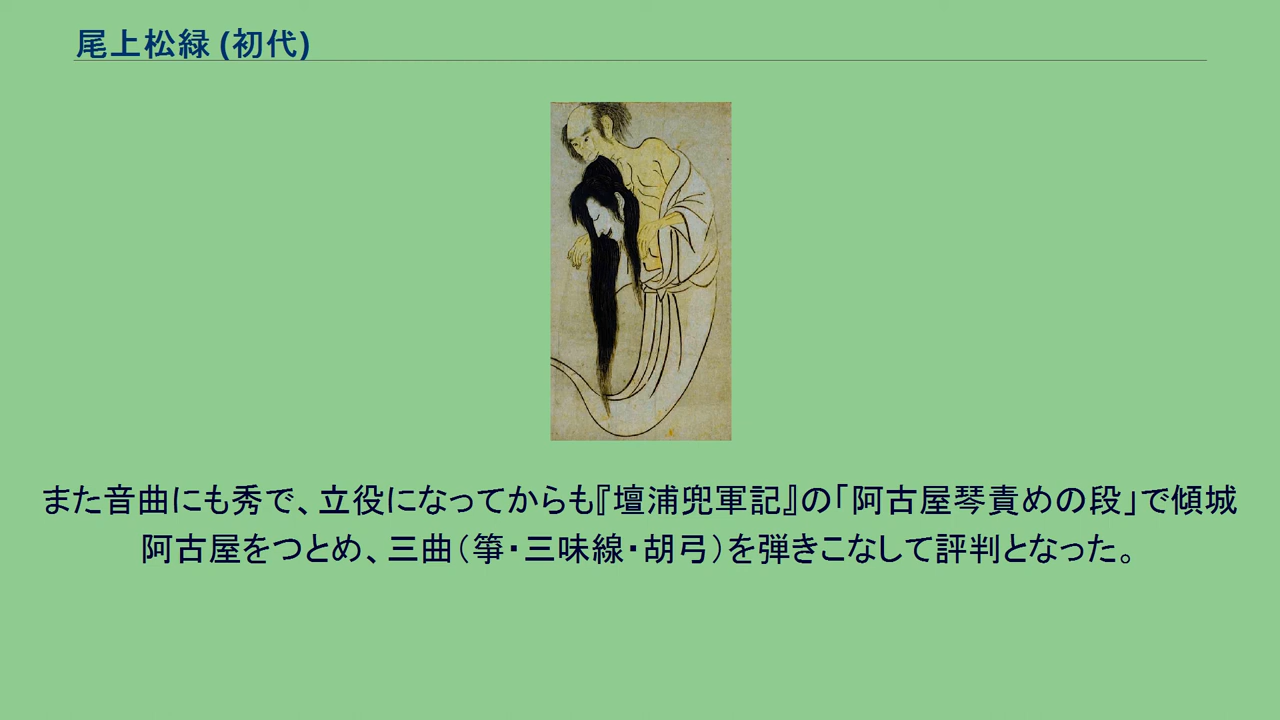 尾上松緑 (初代)
また音曲にも秀で、立役になってからも『壇浦兜軍記』の「阿古屋琴責めの段」で傾城
阿古屋をつとめ、三曲（箏・三味線・胡弓）を弾きこなして評判となった。